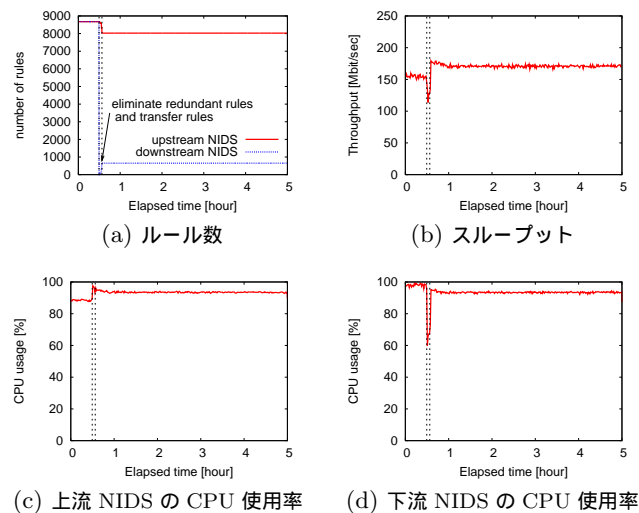 9000
8000
7000
6000
5000
4000
3000
2000
1000
0
number of rules
eliminate redundant rules
and transfer rules
upstream NIDS
downstream NIDS
0 1 2 3 4 5
Elapsed time [hour]
(a) ルール数
250
200
150
100
50
0
Throughput [Mbit/sec]
0 1 2 3 4 5
Elapsed time [hour]
(b) スループット
100
80
60
40
20
0
CPU usage [%]
0 1 2 3 4 5
Elapsed time [hour]
(c) 上流 NIDS の CPU 使用率
100
80
60
40
20
0
CPU usage [%]
0 1 2 3 4 5
Elapsed time [hour]
(d) 下流 NIDS の CPU 使用率